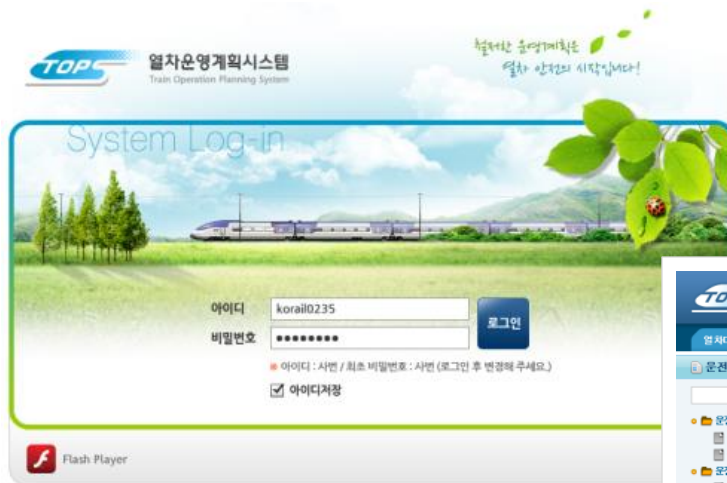 TOPS 열차운영계획시스템
Train Operation Planning System
철저한 운영계획은
열차 안전의 시작입니다!
System Log-in
아이디 korail0235
비밀번호 ●●●●●●●●
로그인
■ 아이디 : 사번 / 최초 비밀번호 : 사번 (로그인 후 변경해 주세요.)
아이디저장
Flash Player